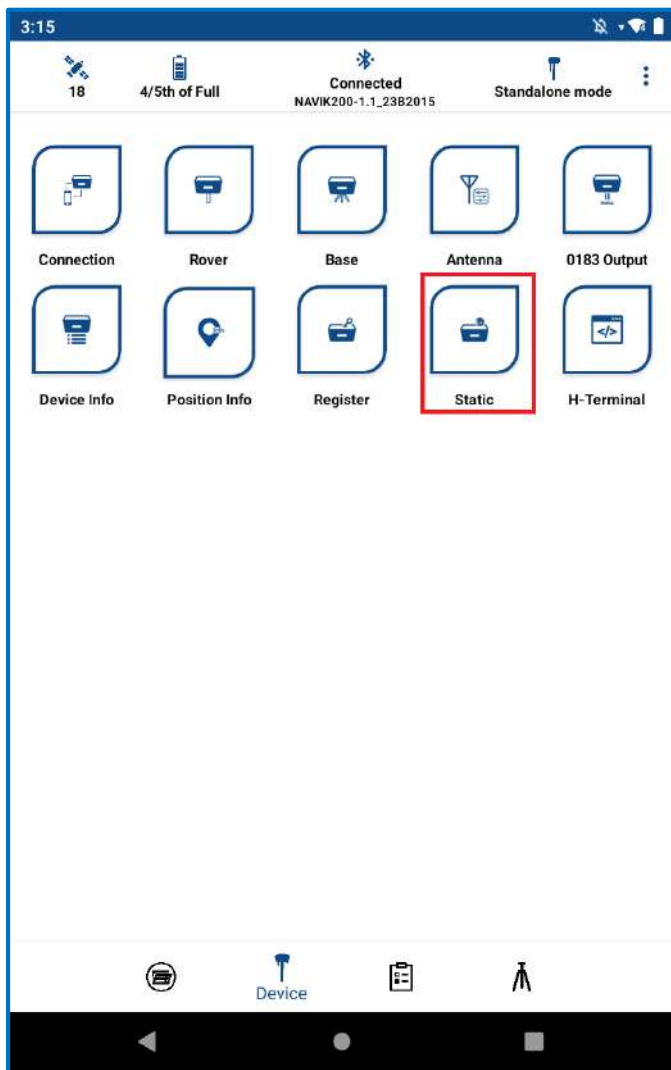 3:15
18
4/5th of Full
Connected
NAVIK200-1.1_23B2015
Standalone mode
Connection
Rover
Base
Antenna
0183 Output
Device Info
Position Info
Register
Static
H-Terminal
Device